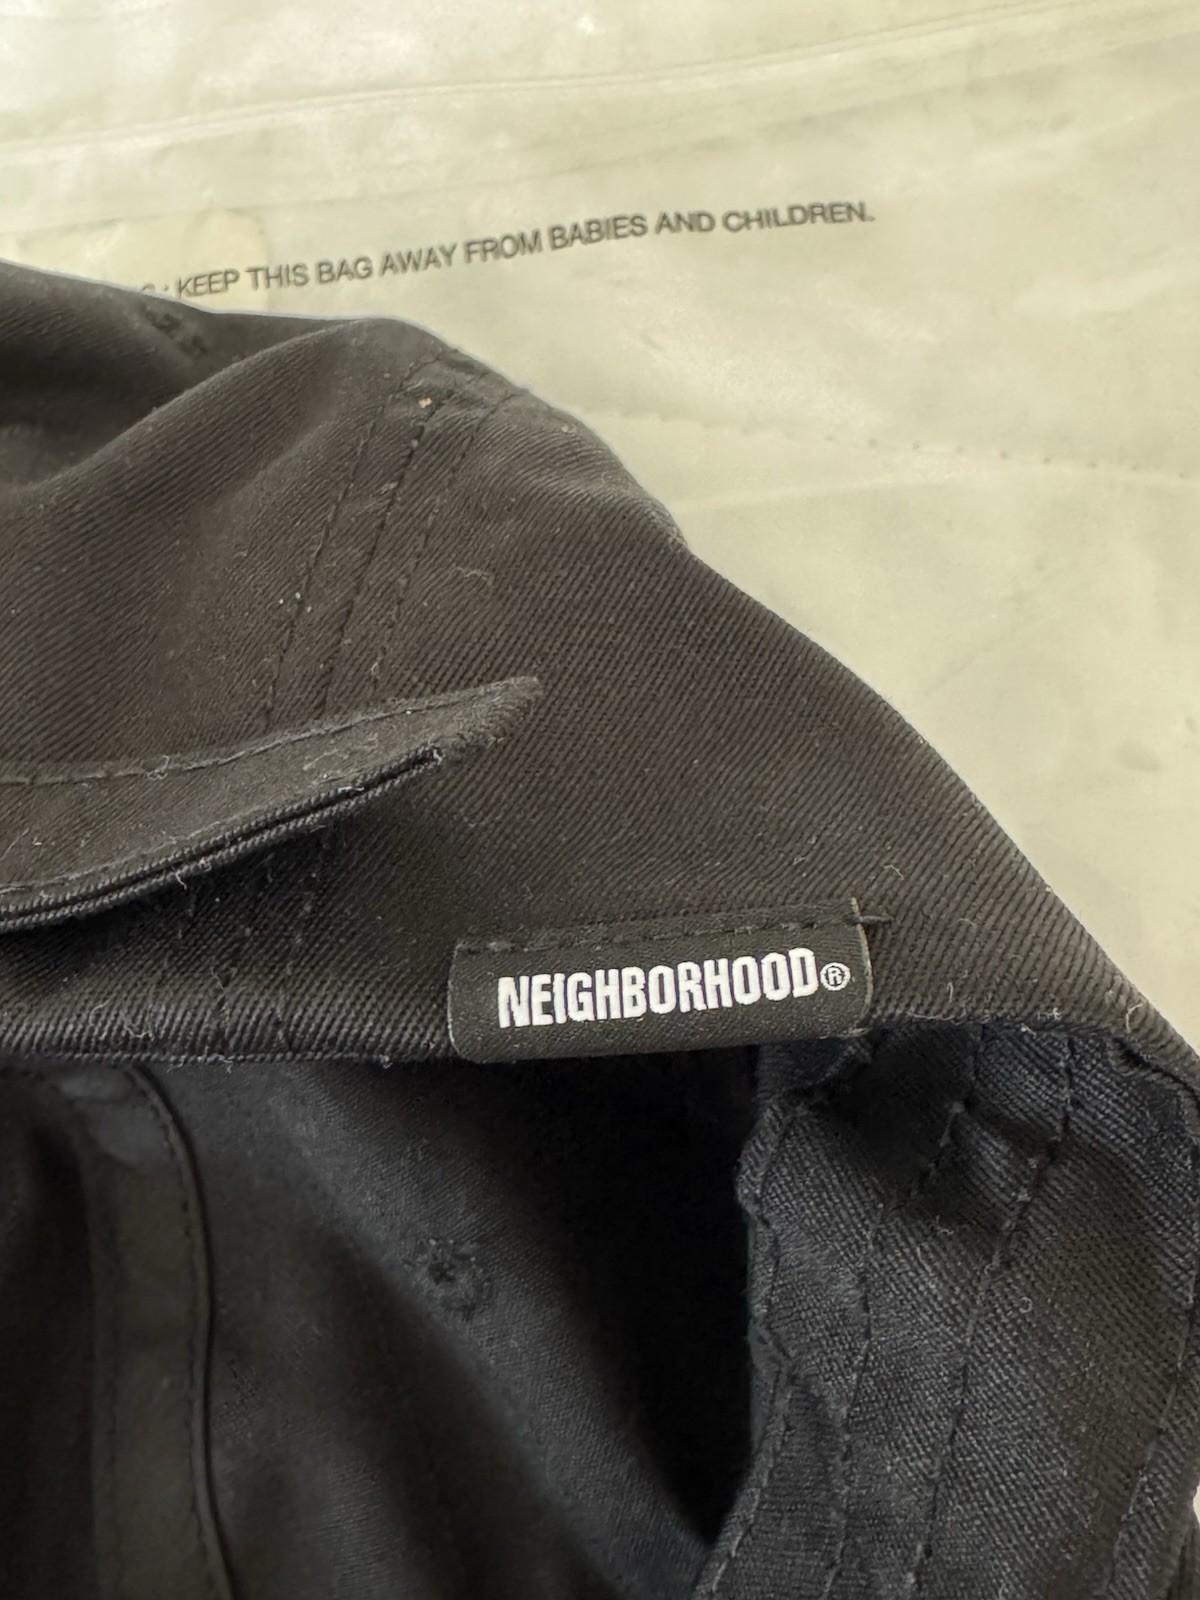 : KEEP THIS BAG AWAY FROM BABIES AND CHILDREN.
NEIGHBORHOOD®